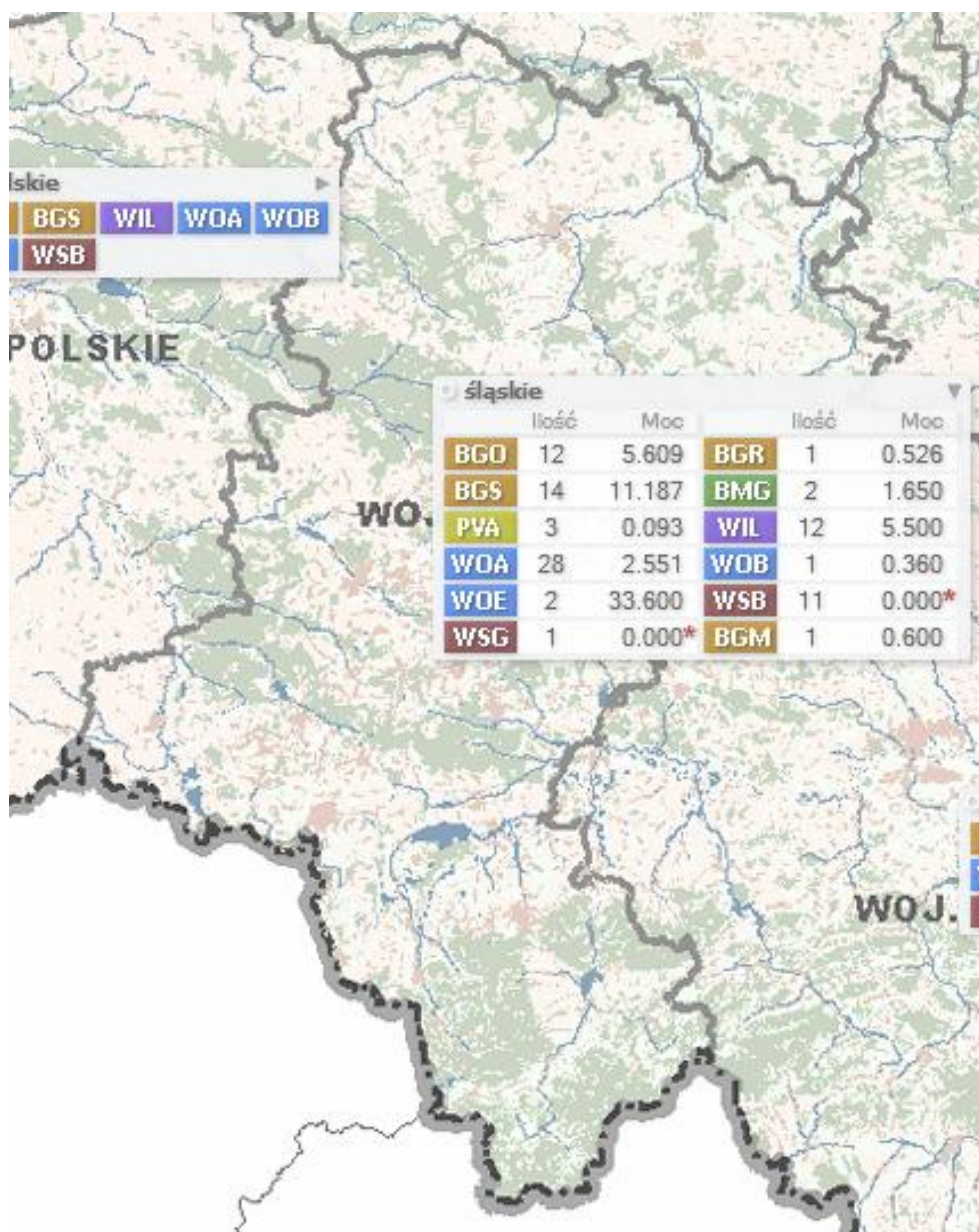 lskie
BGS WIL WOA WOB
WSB
POLSKIE
śląskie
Ilość Moc Ilość Moc
BGO 12 5.609 BGR 1 0.526
BGS 14 11.187 BMG 2 1.650
PVA 3 0.093 WIL 12 5.500
WOJ.
WOA 28 2.551 WOB 1 0.360
WOE 2 33.600 WSB 11 0.000*
WSG 1 0.000* BGM 1 0.600
WOJ.